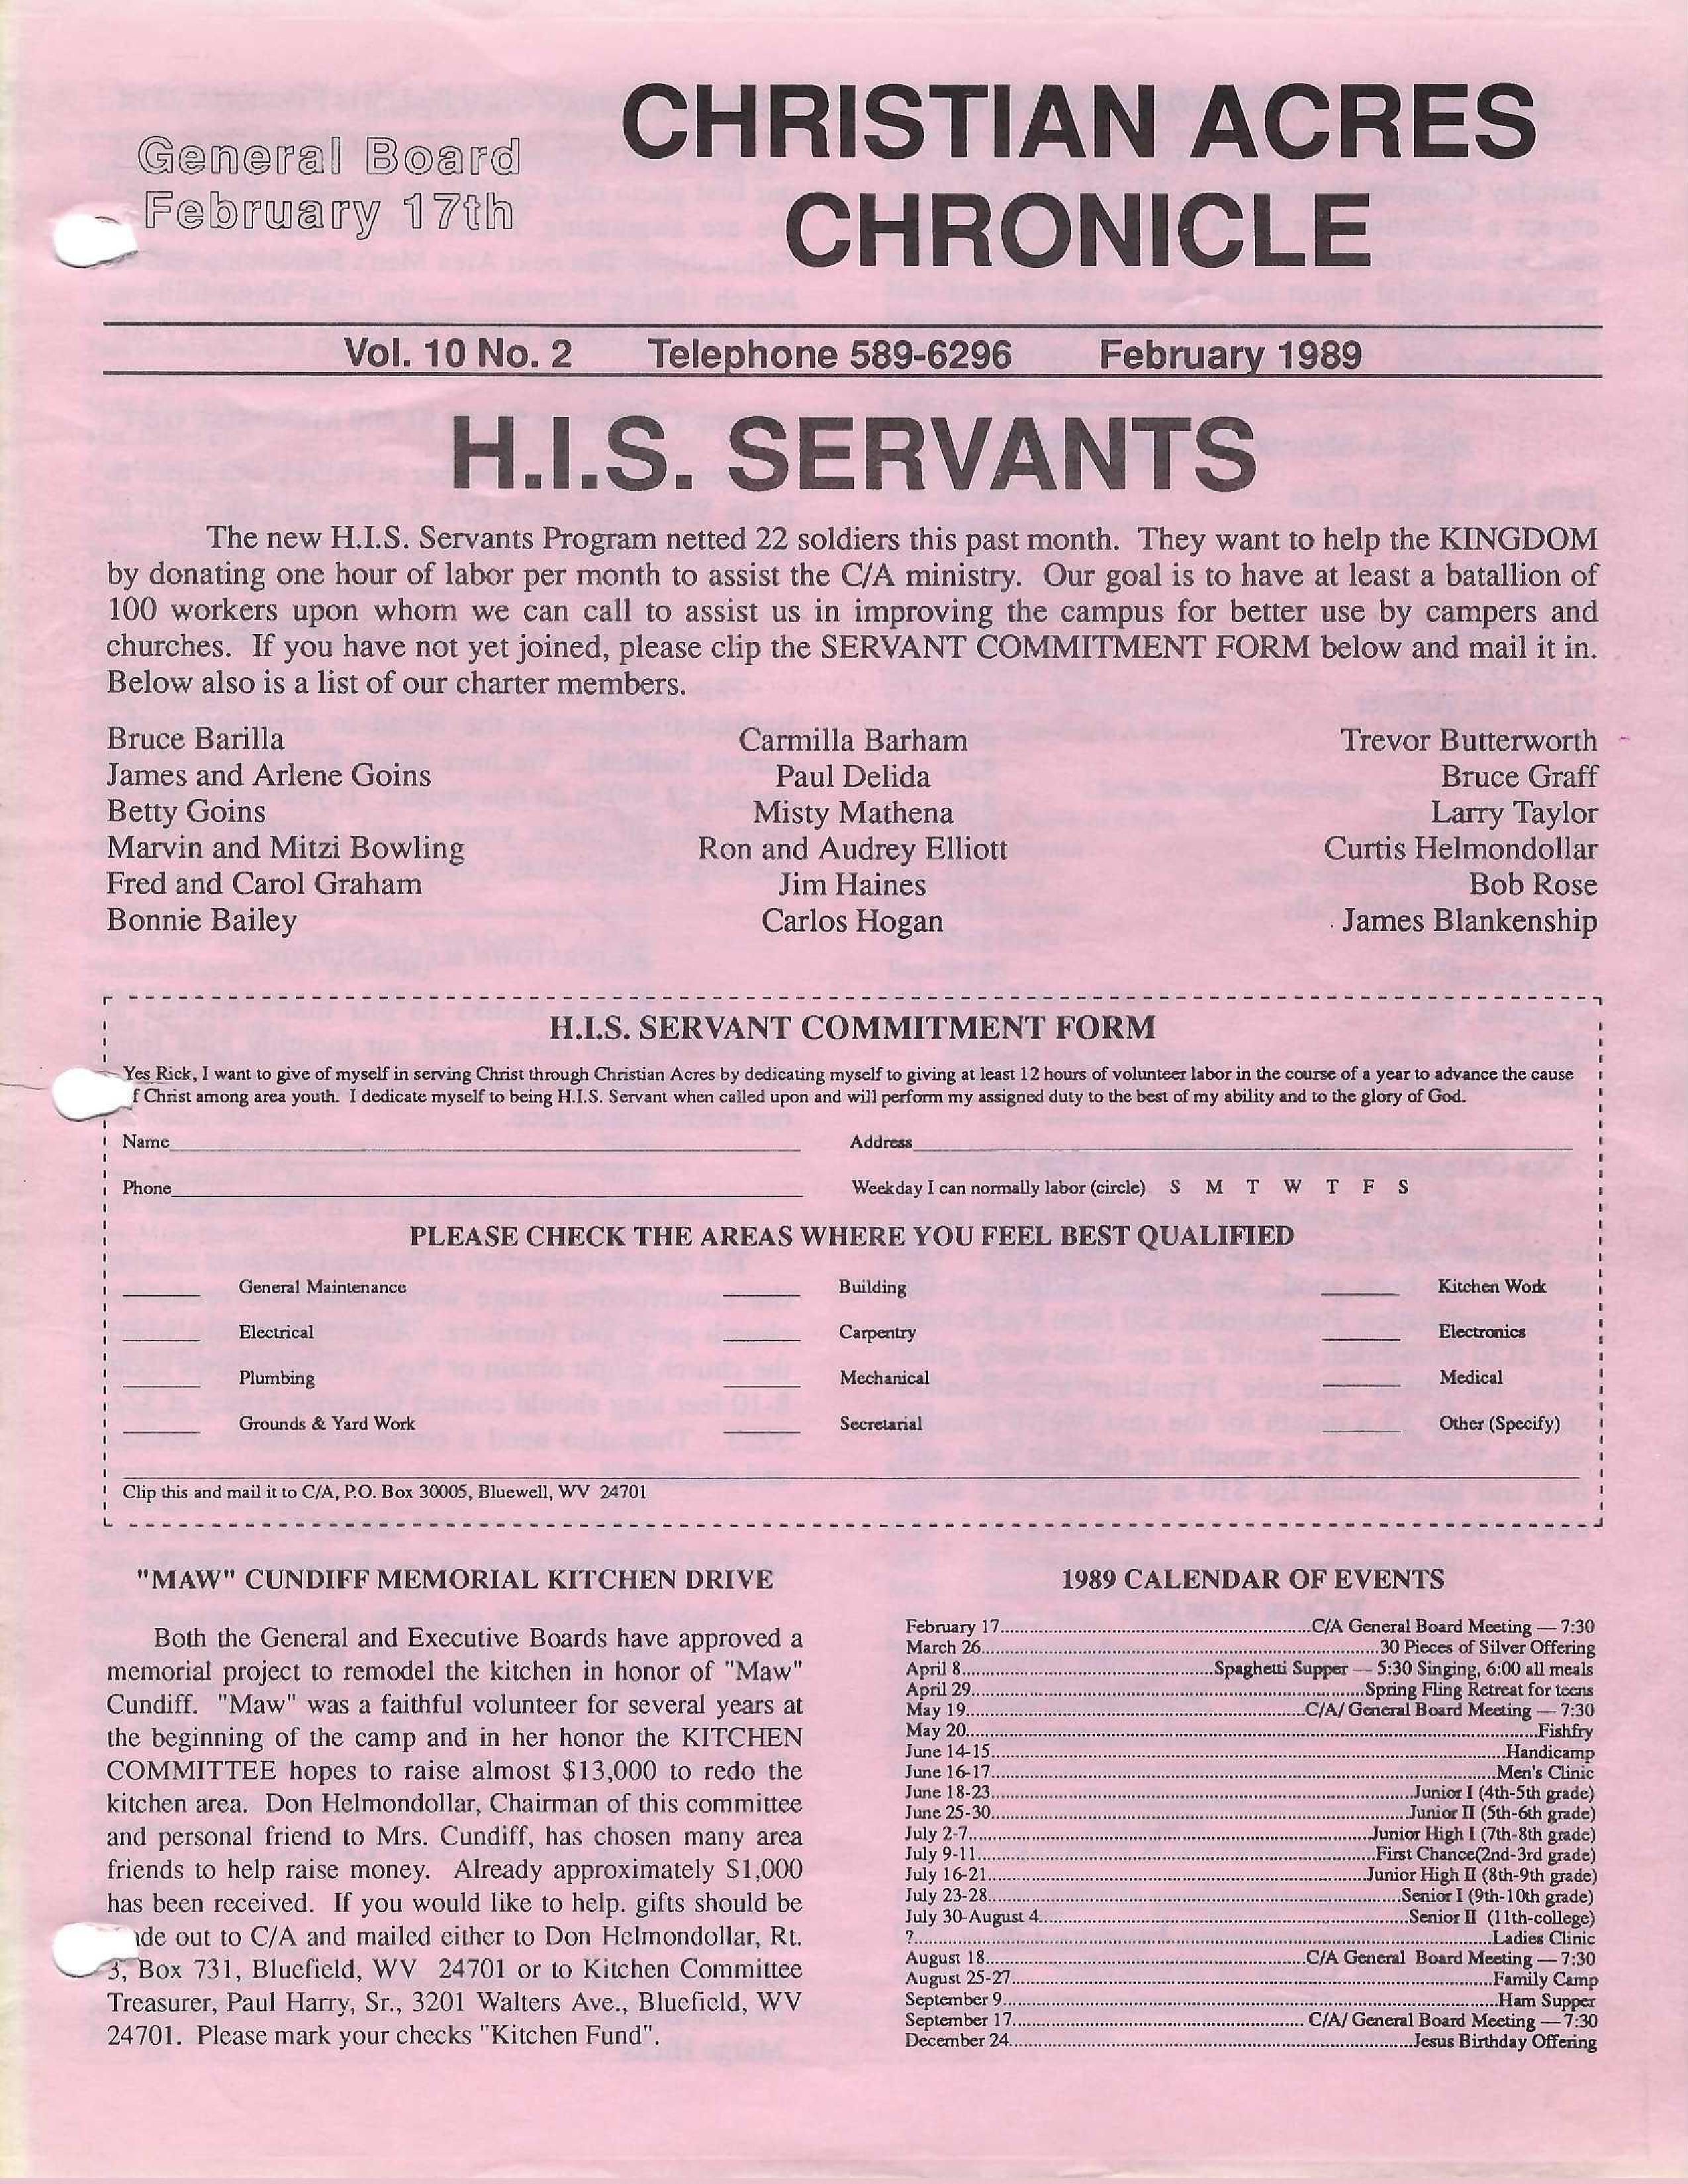 General Board
February 17th
CHRISTIAN ACRES
CHRONICLE
Vol. 10 No. 2 Telephone 589-6296 February 1989
H.I.S. SERVANTS
The new H.I.S. Servants Program netted 22 soldiers this past month. They want to help the KINGDOM
by donating one hour of labor per month to assist the C/A ministry. Our goal is to have at least a batallion of
100 workers upon whom we can call to assist us in improving the campus for better use by campers and
churches. If you have not yet joined, please clip the SERVANT COMMITMENT FORM below and mail it in.
Below also is a list of our charter members.
Bruce Barilla Carmilla Barham Trevor Butterworth
James and Arlene Goins Paul Delida Bruce Graff
Betty Goins Misty Mathena Larry Taylor
Marvin and Mitzi Bowling Ron and Audrey Elliott Curtis Helmondollar
Fred and Carol Graham Jim Haines Bob Rose
Bonnie Bailey Carlos Hogan James Blankenship
H.I.S. SERVANT COMMITMENT FORM
Yes Rick, I want to give of myself in serving Christ through Christian Acres by dedicating myself to giving at least 12 hours of volunteer labor in the course of a year to advance the cause
f Christ among area youth. I dedicate myself to being H.I.S. Servant when called upon and will perform my assigned duty to the best of my ability and to the glory of God.
Name Address
Phone Weekday I can normally labor (circle) S M T W T F S
PLEASE CHECK THE AREAS WHERE YOU FEEL BEST QUALIFIED
General Maintenance Building Kitchen Work
Electrical Carpentry Electronics
Plumbing Mechanical Medical
Grounds & Yard Work Secretarial Other (Specify)
Clip this and mail it to C/A, P.O. Box 30005, Bluewell, WV 24701
"MAW" CUNDIFF MEMORIAL KITCHEN DRIVE
Both the General and Executive Boards have approved a
memorial project to remodel the kitchen in honor of "Maw"
Cundiff. "Maw" was a faithful volunteer for several years at
the beginning of the camp and in her honor the KITCHEN
COMMITTEE hopes to raise almost $13,000 to redo the
kitchen area. Don Helmondollar, Chairman of this committee
and personal friend to Mrs. Cundiff, has chosen many area
friends to help raise money. Already approximately $1,000
has been received. If you would like to help. gifts should be
ade out to C/A and mailed either to Don Helmondollar, Rt.
3, Box 731, Bluefield, WV 24701 or to Kitchen Committee
Treasurer, Paul Harry, Sr., 3201 Walters Ave., Bluefield, WV
24701. Please mark your checks "Kitchen Fund".
1989 CALENDAR OF EVENTS
February 17 C/A General Board Meeting — 7:30
March 26 30 Pieces of Silver Offering
April 8 Spaghetti Supper — 5:30 Singing, 6:00 all meals
April 29 Spring Fling Retreat for teens
May 19 C/A/ General Board Meeting — 7:30
May 20 Fishfry
June 14-15 Handicamp
June 16-17 Men's Clinic
June 18-23 Junior I (4th-5th grade)
June 25-30 Junior II (5th-6th grade)
July 2-7 Junior High I (7th-8th grade)
July 9-11 First Chance(2nd-3rd grade)
July 16-21 Junior High II (8th-9th grade)
July 23-28 Senior I (9th-10th grade)
July 30-August 4 Senior II (11th-college)
? Ladies Clinic
August 18 C/A General Board Meeting — 7:30
August 25-27 Family Camp
September 9 Ham Supper
September 17 C/A/ General Board Meeting — 7:30
December 24 Jesus Birthday Offering